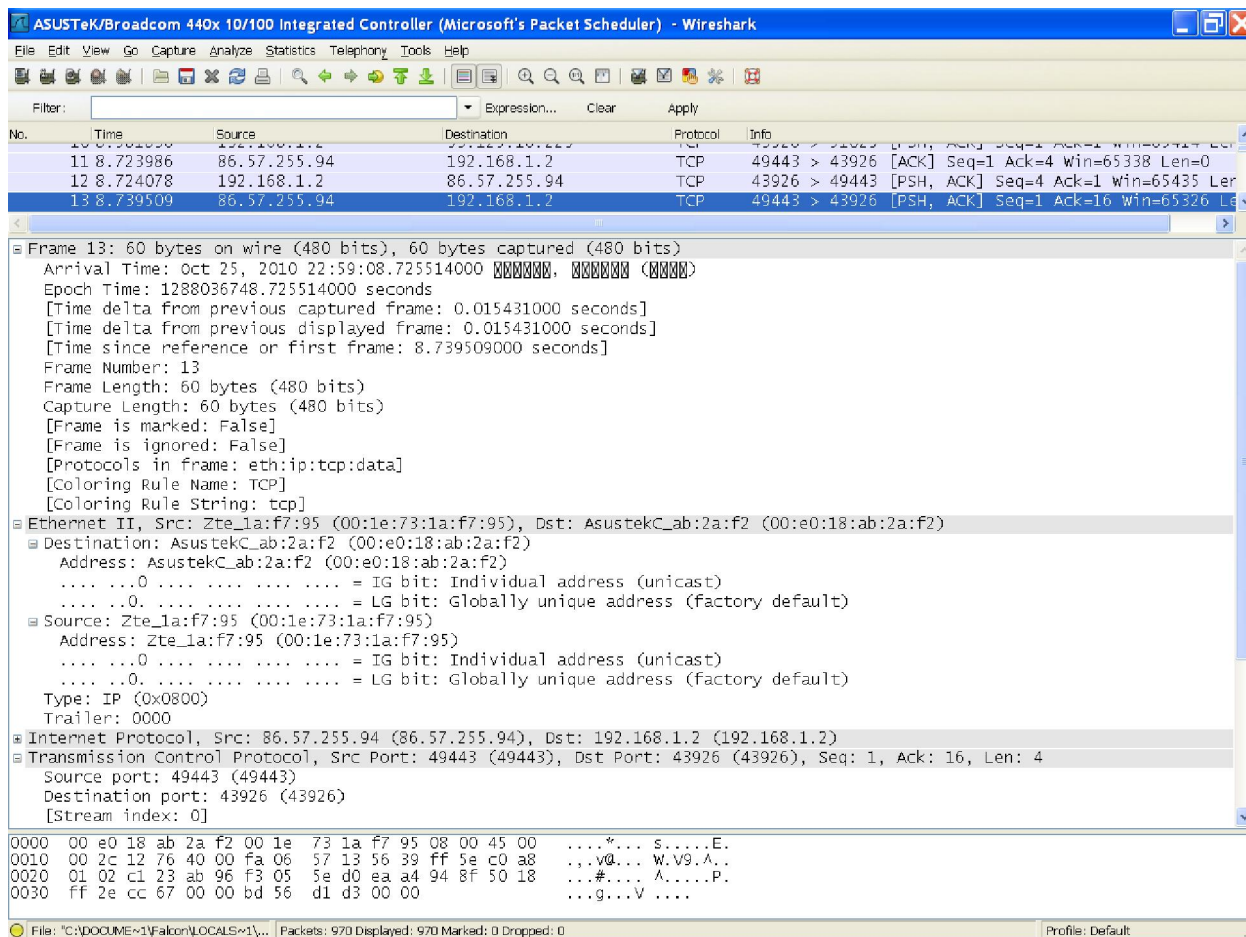 ASUSTeK/Broadcom 440x 10/100 Integrated Controller (Microsoft's Packet Scheduler) - Wireshark
File Edit View Go Capture Analyze Statistics Telephony Tools Help
Filter: Expression... Clear Apply
No. Time Source Destination Protocol Info
11 8.723986 86.57.255.94 192.168.1.2 TCP 49443 > 43926 [ACK] Seq=1 Ack=4 Win=65338 Len=0
12 8.724078 192.168.1.2 86.57.255.94 TCP 43926 > 49443 [PSH, ACK] Seq=4 Ack=1 Win=65435 Ler
13 8.739509 86.57.255.94 192.168.1.2 TCP 49443 > 43926 [PSH, ACK] Seq=1 Ack=16 Win=65326 Le
Frame 13: 60 bytes on wire (480 bits), 60 bytes captured (480 bits)
Arrival Time: Oct 25, 2010 22:59:08.725514000
Epoch Time: 1288036748.725514000 seconds
[Time delta from previous captured frame: 0.015431000 seconds]
[Time delta from previous displayed frame: 0.015431000 seconds]
[Time since reference or first frame: 8.739509000 seconds]
Frame Number: 13
Frame Length: 60 bytes (480 bits)
Capture Length: 60 bytes (480 bits)
[Frame is marked: False]
[Frame is ignored: False]
[Protocols in frame: eth:ip:tcp:data]
[Coloring Rule Name: TCP]
[Coloring Rule String: tcp]
Ethernet II, Src: Zte_1a:f7:95 (00:1e:73:1a:f7:95), Dst: AsustekC_ab:2a:f2 (00:e0:18:ab:2a:f2)
Destination: AsustekC_ab:2a:f2 (00:e0:18:ab:2a:f2)
Address: AsustekC_ab:2a:f2 (00:e0:18:ab:2a:f2)
.... ...0 .... .... .... .... = IG bit: Individual address (unicast)
.... ..0. .... .... .... .... = LG bit: Globally unique address (factory default)
Source: Zte_1a:f7:95 (00:1e:73:1a:f7:95)
Address: Zte_1a:f7:95 (00:1e:73:1a:f7:95)
.... ...0 .... .... .... .... = IG bit: Individual address (unicast)
.... ..0. .... .... .... .... = LG bit: Globally unique address (factory default)
Type: IP (0x0800)
Trailer: 0000
Internet Protocol, Src: 86.57.255.94 (86.57.255.94), Dst: 192.168.1.2 (192.168.1.2)
Transmission Control Protocol, Src Port: 49443 (49443), Dst Port: 43926 (43926), Seq: 1, Ack: 16, Len: 4
Source port: 49443 (49443)
Destination port: 43926 (43926)
[Stream index: 0]
0000 00 e0 18 ab 2a f2 00 1e 73 1a f7 95 08 00 45 00 ....*... s.....E.
0010 00 2c 12 76 40 00 fa 06 57 13 56 39 ff 5e c0 a8 .,.v@... W.V9.^..
0020 01 02 c1 23 ab 96 f3 05 5e d0 ea a4 94 8f 50 18 ...#.... ^.....P.
0030 ff 2e cc 67 00 00 bd 56 d1 d3 00 00 ...g...V ....
File: "C:\DOCUME~1\Falcon\LOCALS~1\... Packets: 970 Displayed: 970 Marked: 0 Dropped: 0 Profile: Default